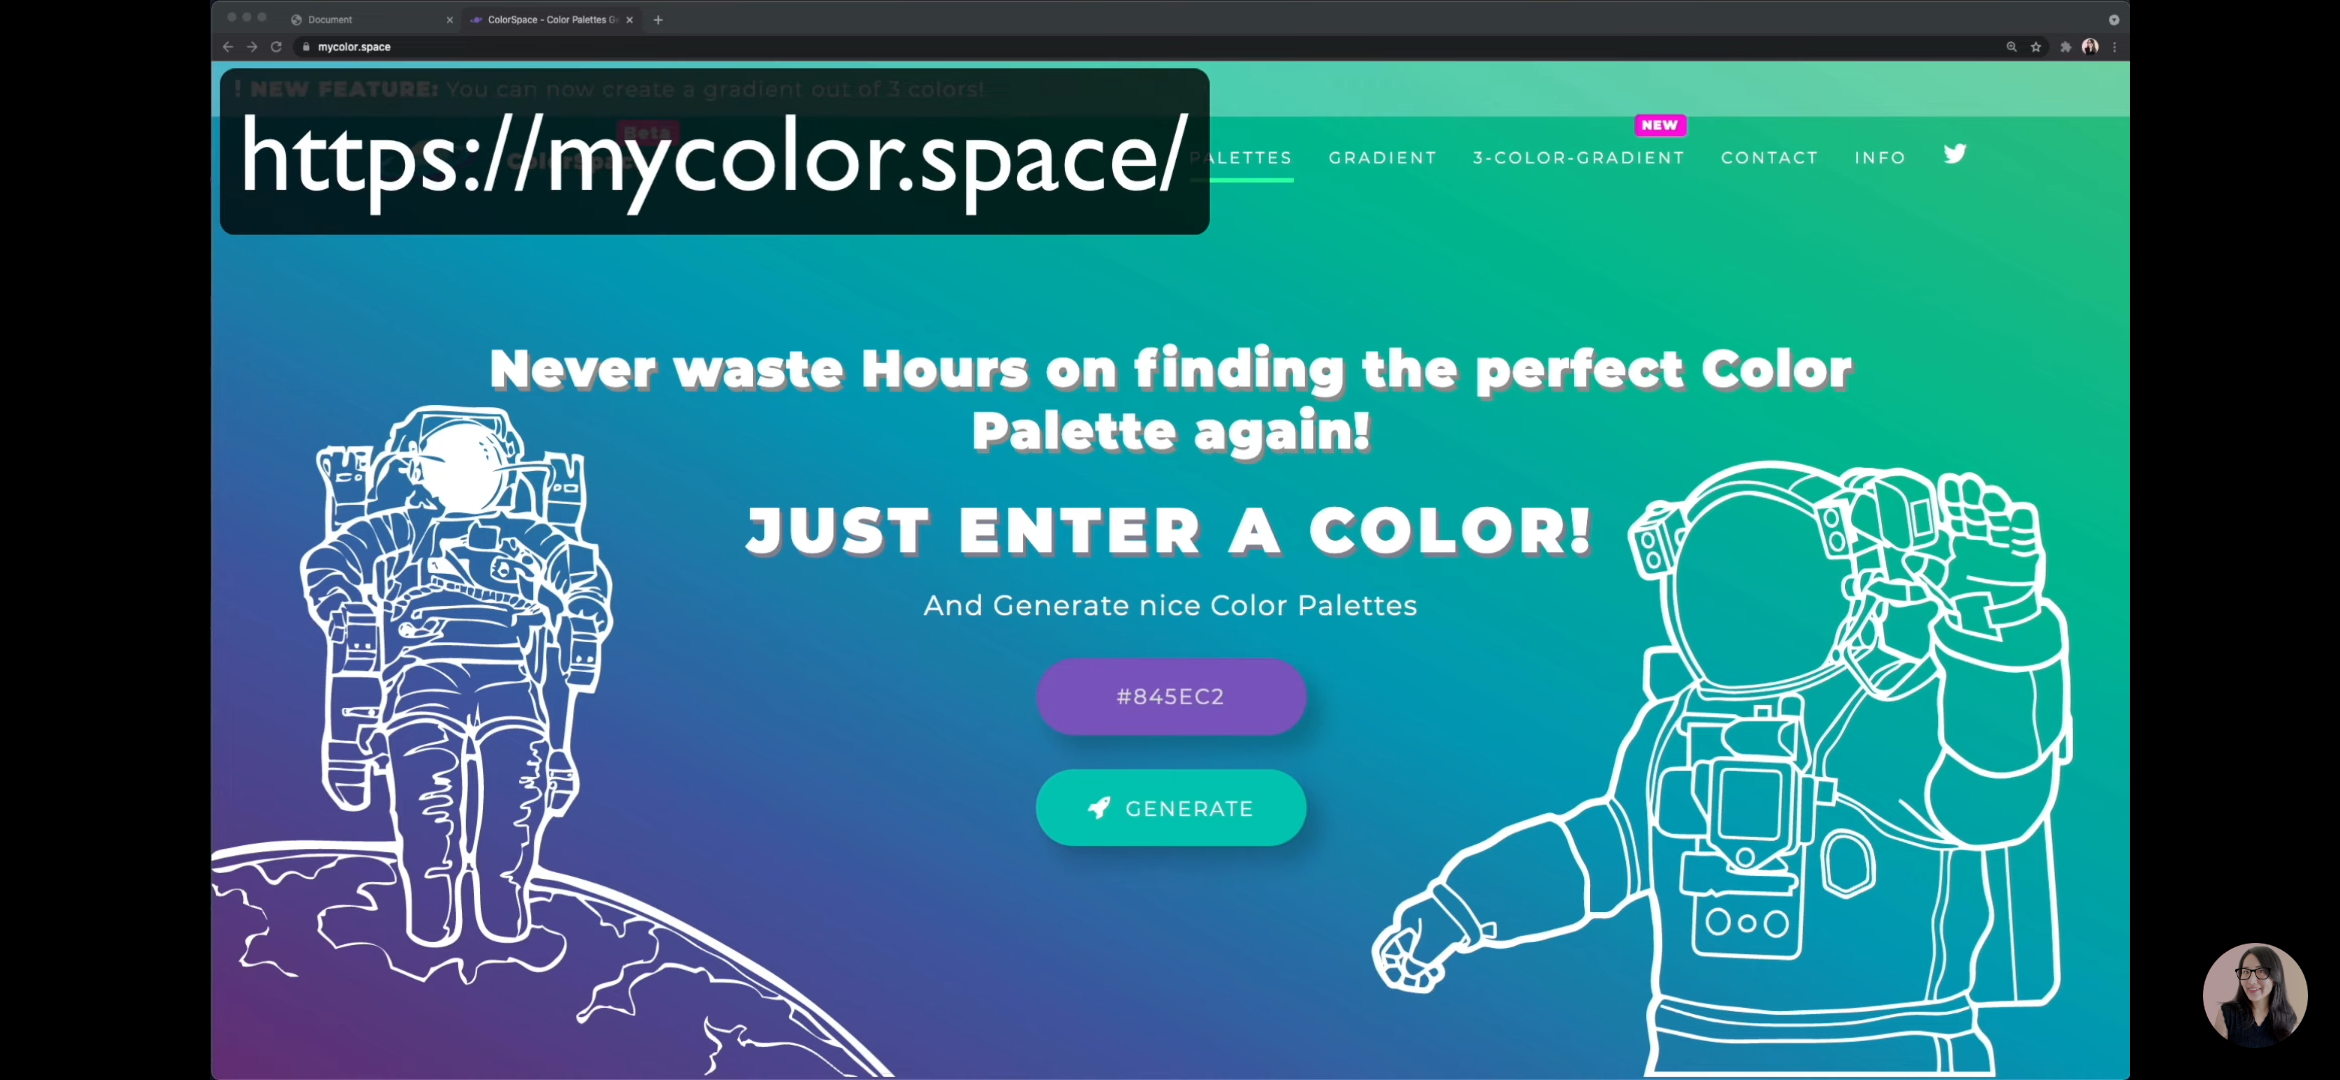 Document
ColorSpace - Color Palettes G
mycolor.space
! NEW FEATURE: You can now create a gradient out of 3 colors!
Beta
https://mycolor.space/
ColorSpace
PALETTES
GRADIENT
NEW
3-COLOR-GRADIENT
CONTACT
INFO
Never waste Hours on finding the perfect Color
Palette again!
JUST ENTER A COLOR!
And Generate nice Color Palettes
#845EC2
GENERATE